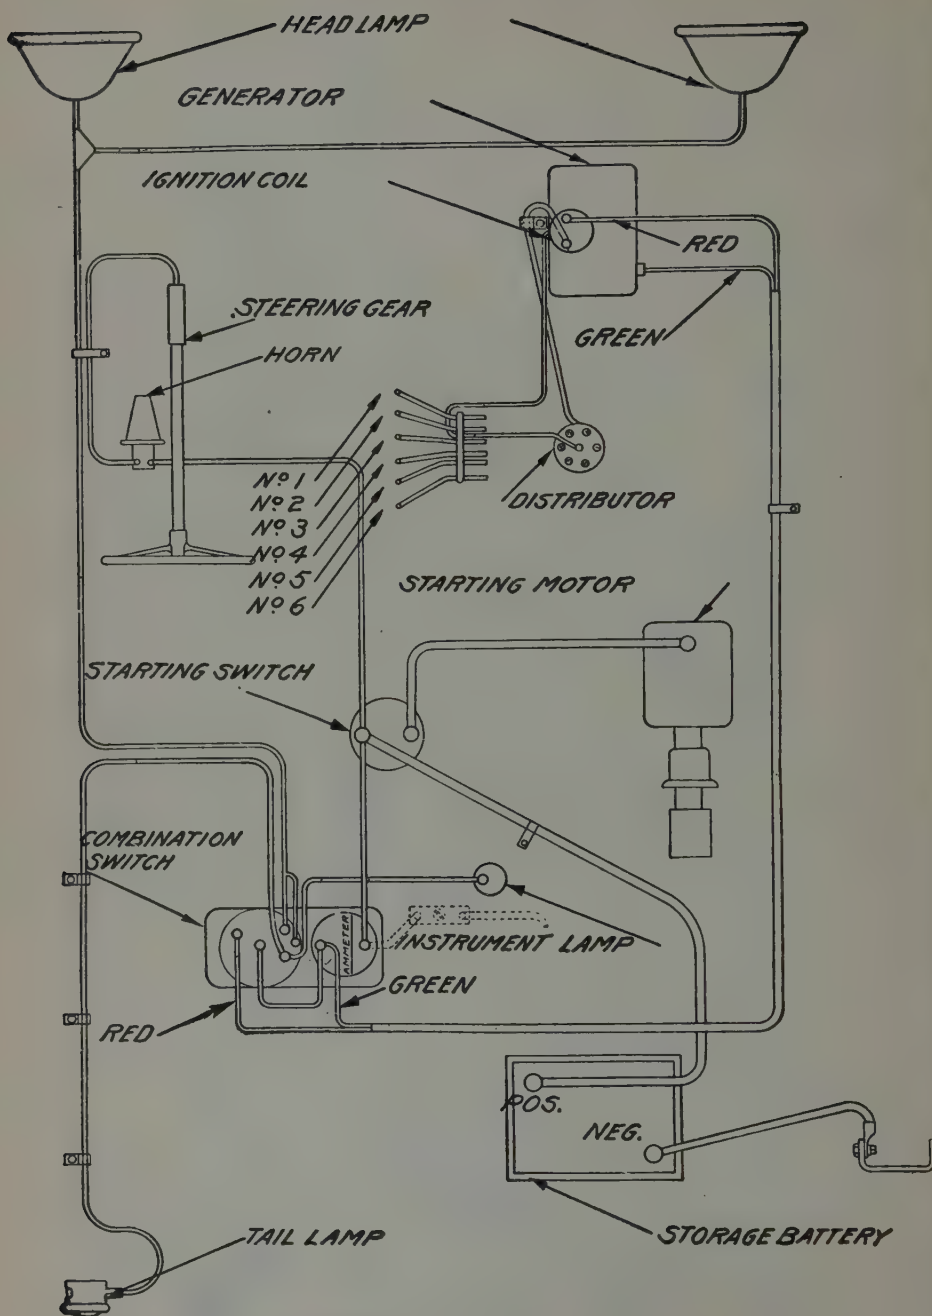 HEAD LAMP
GENERATOR
IGNITION COIL
RED
STEERING GEAR
GREEN
HORN
Nº 1
Nº 2
Nº 3
Nº 4
Nº 5
Nº 6
DISTRIBUTOR
STARTING MOTOR
STARTING SWITCH
COMBINATION
SWITCH
AMMETER
INSTRUMENT LAMP
GREEN
RED
POS.
NEG.
TAIL LAMP
STORAGE BATTERY